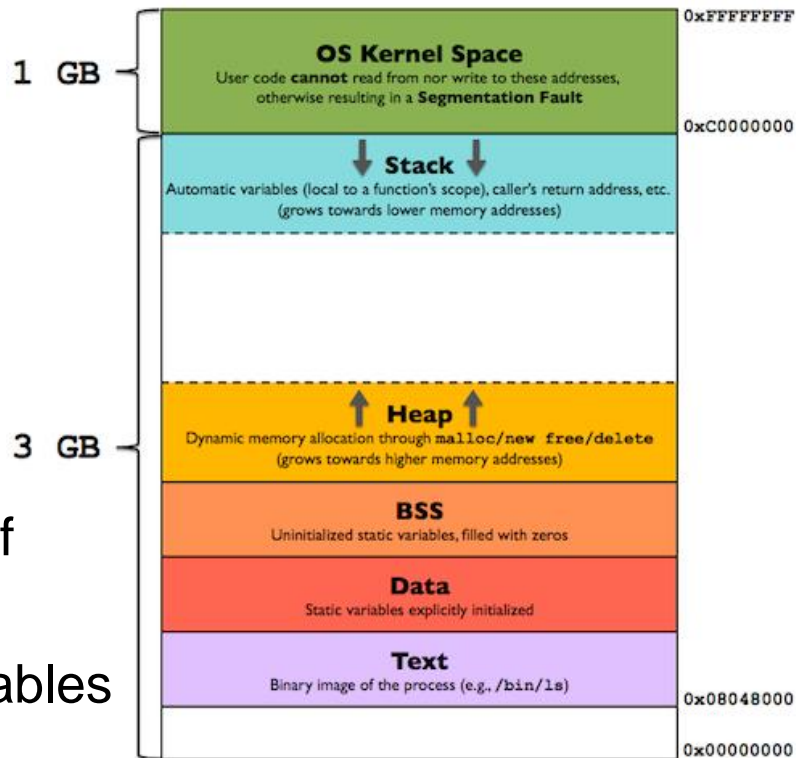 0xFFFFFFFF
1 GB
OS Kernel Space
User code cannot read from nor write to these addresses,
otherwise resulting in a Segmentation Fault
0xC0000000
Stack
Automatic variables (local to a function's scope), caller's return address, etc.
(grows towards lower memory addresses)
3 GB
Heap
Dynamic memory allocation through malloc/new free/delete
(grows towards higher memory addresses)
BSS
Uninitialized static variables, filled with zeros
Data
Static variables explicitly initialized
Text
Binary image of the process (e.g., /bin/ls)
0x08048000
0x00000000